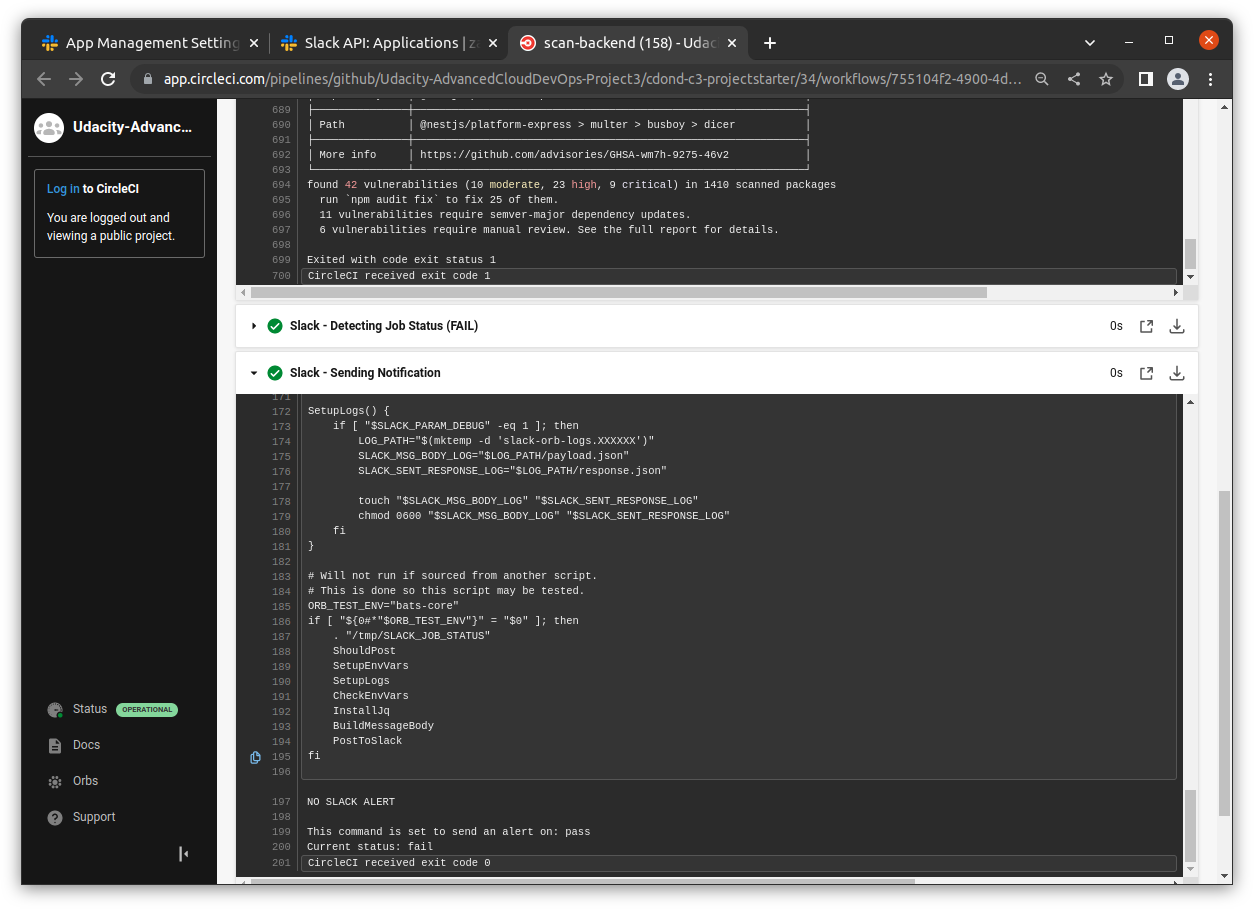 App Management Setting
Slack API: Applications | za
scan-backend (158) - Udac
app.circleci.com/pipelines/github/Udacity-AdvancedCloudDevOps-Project3/cdond-c3-projectstarter/34/workflows/755104f2-4900-4d...
Udacity-Advanc...
Log in to CircleCI
You are logged out and
viewing a public project.
Status OPERATIONAL
Docs
Orbs
Support
689
690 | Path | @nestjs/platform-express > multer > busboy > dicer |
691
692 | More info | https://github.com/advisories/GHSA-wm7h-9275-46v2 |
693
694 found 42 vulnerabilities (10 moderate, 23 high, 9 critical) in 1410 scanned packages
695 run `npm audit fix` to fix 25 of them.
696 11 vulnerabilities require semver-major dependency updates.
697 6 vulnerabilities require manual review. See the full report for details.
698
699 Exited with code exit status 1
700 CircleCI received exit code 1
Slack - Detecting Job Status (FAIL) 0s
Slack - Sending Notification 0s
171
172 SetupLogs() {
173 if [ "$SLACK_PARAM_DEBUG" -eq 1 ]; then
174 LOG_PATH="$(mktemp -d 'slack-orb-logs.XXXXXX')"
175 SLACK_MSG_BODY_LOG="$LOG_PATH/payload.json"
176 SLACK_SENT_RESPONSE_LOG="$LOG_PATH/response.json"
177
178 touch "$SLACK_MSG_BODY_LOG" "$SLACK_SENT_RESPONSE_LOG"
179 chmod 0600 "$SLACK_MSG_BODY_LOG" "$SLACK_SENT_RESPONSE_LOG"
180 fi
181 }
182
183 # Will not run if sourced from another script.
184 # This is done so this script may be tested.
185 ORB_TEST_ENV="bats-core"
186 if [ "${0#*"$ORB_TEST_ENV"}" = "$0" ]; then
187 . "/tmp/SLACK_JOB_STATUS"
188 ShouldPost
189 SetupEnvVars
190 SetupLogs
191 CheckEnvVars
192 InstallJq
193 BuildMessageBody
194 PostToSlack
195 fi
196
197 NO SLACK ALERT
198
199 This command is set to send an alert on: pass
200 Current status: fail
201 CircleCI received exit code 0